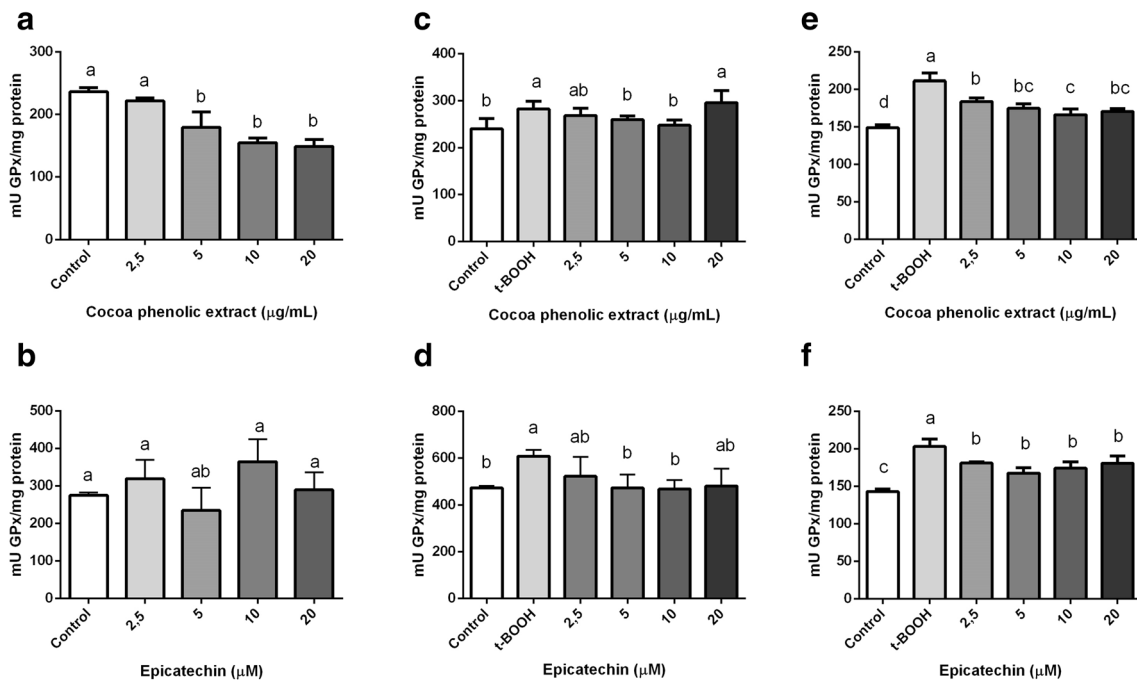 a
mU GPx/mg protein
300
200
100
0
a
a
b
b
b
Control
2,5
5
10
20
Cocoa phenolic extract (μg/mL)
c
mU GPx/mg protein
400
300
200
100
0
b
a
ab
b
b
a
Control
t-BOOH
2,5
5
10
20
Cocoa phenolic extract (μg/mL)
e
mU GPx/mg protein
250
200
150
100
50
0
d
a
b
bc
c
bc
Control
t-BOOH
2,5
5
10
20
Cocoa phenolic extract (μg/mL)
b
mU GPx/mg protein
500
400
300
200
100
0
a
a
ab
a
a
Control
2,5
5
10
20
Epicatechin (μM)
d
mU GPx/mg protein
800
600
400
200
0
b
a
ab
b
b
ab
Control
t-BOOH
2,5
5
10
20
Epicatechin (μM)
f
mU GPx/mg protein
250
200
150
100
50
0
c
a
b
b
b
b
Control
t-BOOH
2,5
5
10
20
Epicatechin (μM)